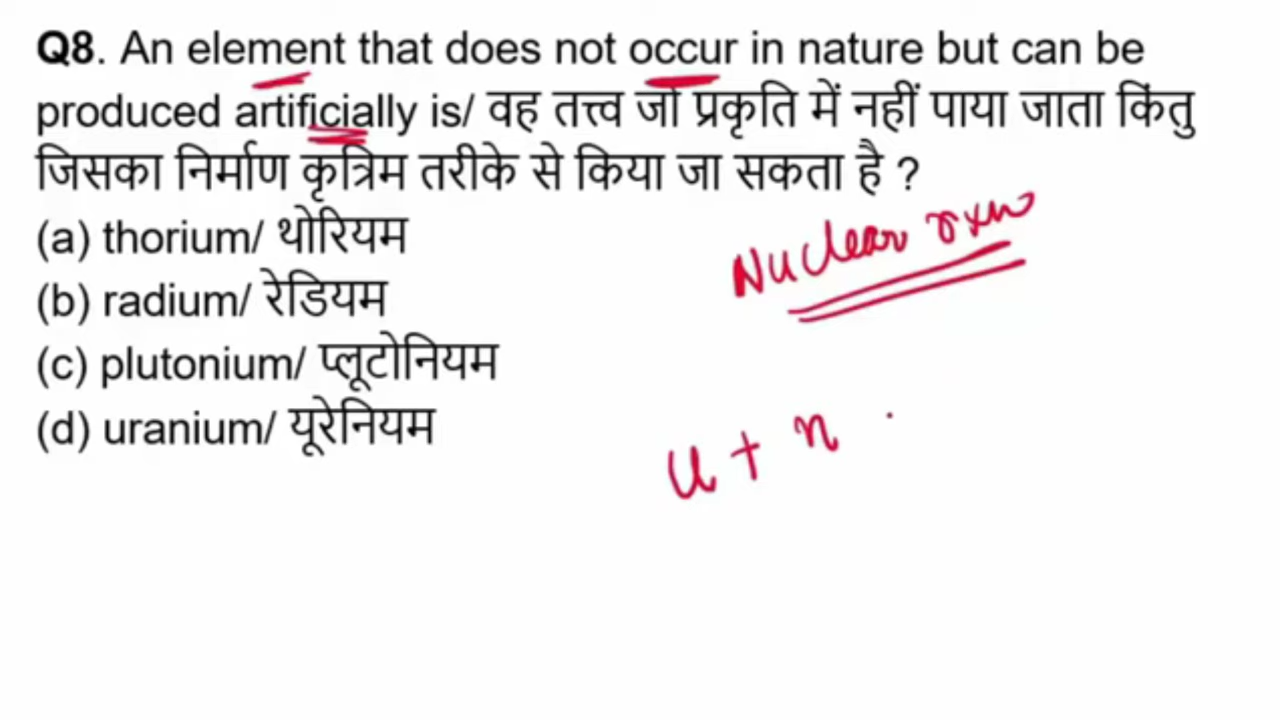 Q8. An element that does not occur in nature but can be
produced artificially is/ वह तत्त्व जो प्रकृति में नहीं पाया जाता किंतु
जिसका निर्माण कृत्रिम तरीके से किया जा सकता है ?
(a) thorium/ थोरियम
(b) radium/ रेडियम
(c) plutonium/ प्लूटोनियम
(d) uranium/ यूरेनियम
Nuclear rxn
U + n